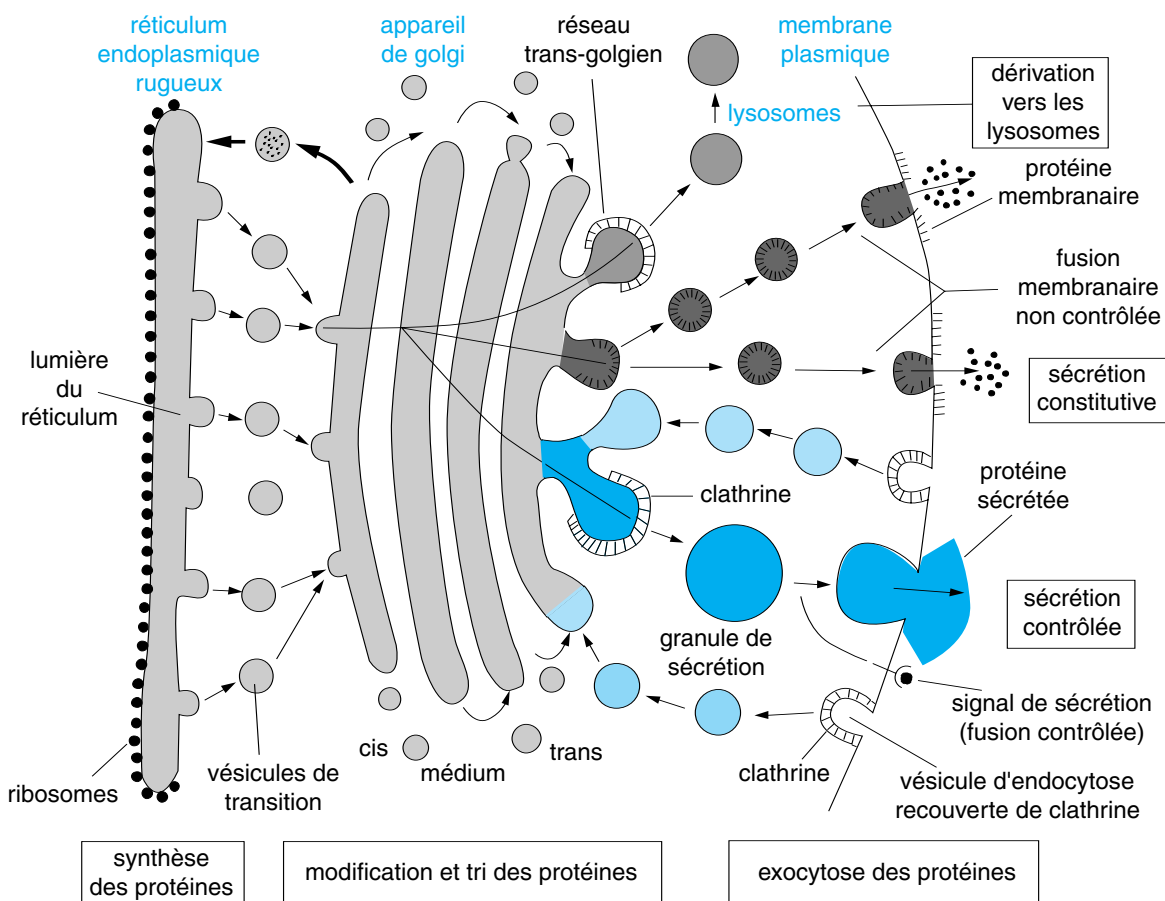 réticulum
endoplasmique
rugueux
appareil
de golgi
réseau
trans-golgien
membrane
plasmique
lysosomes
dérivation
vers les
lysosomes
protéine
membranaire
fusion
membranaire
non contrôlée
lumière
du
réticulum
sécrétion
constitutive
clathrine
protéine
sécrétée
granule de
sécrétion
sécrétion
contrôlée
signal de sécrétion
(fusion contrôlée)
cis
médium
trans
ribosomes
vésicules de
transition
clathrine
vésicule d'endocytose
recouverte de clathrine
synthèse
des protéines
modification et tri des protéines
exocytose des protéines